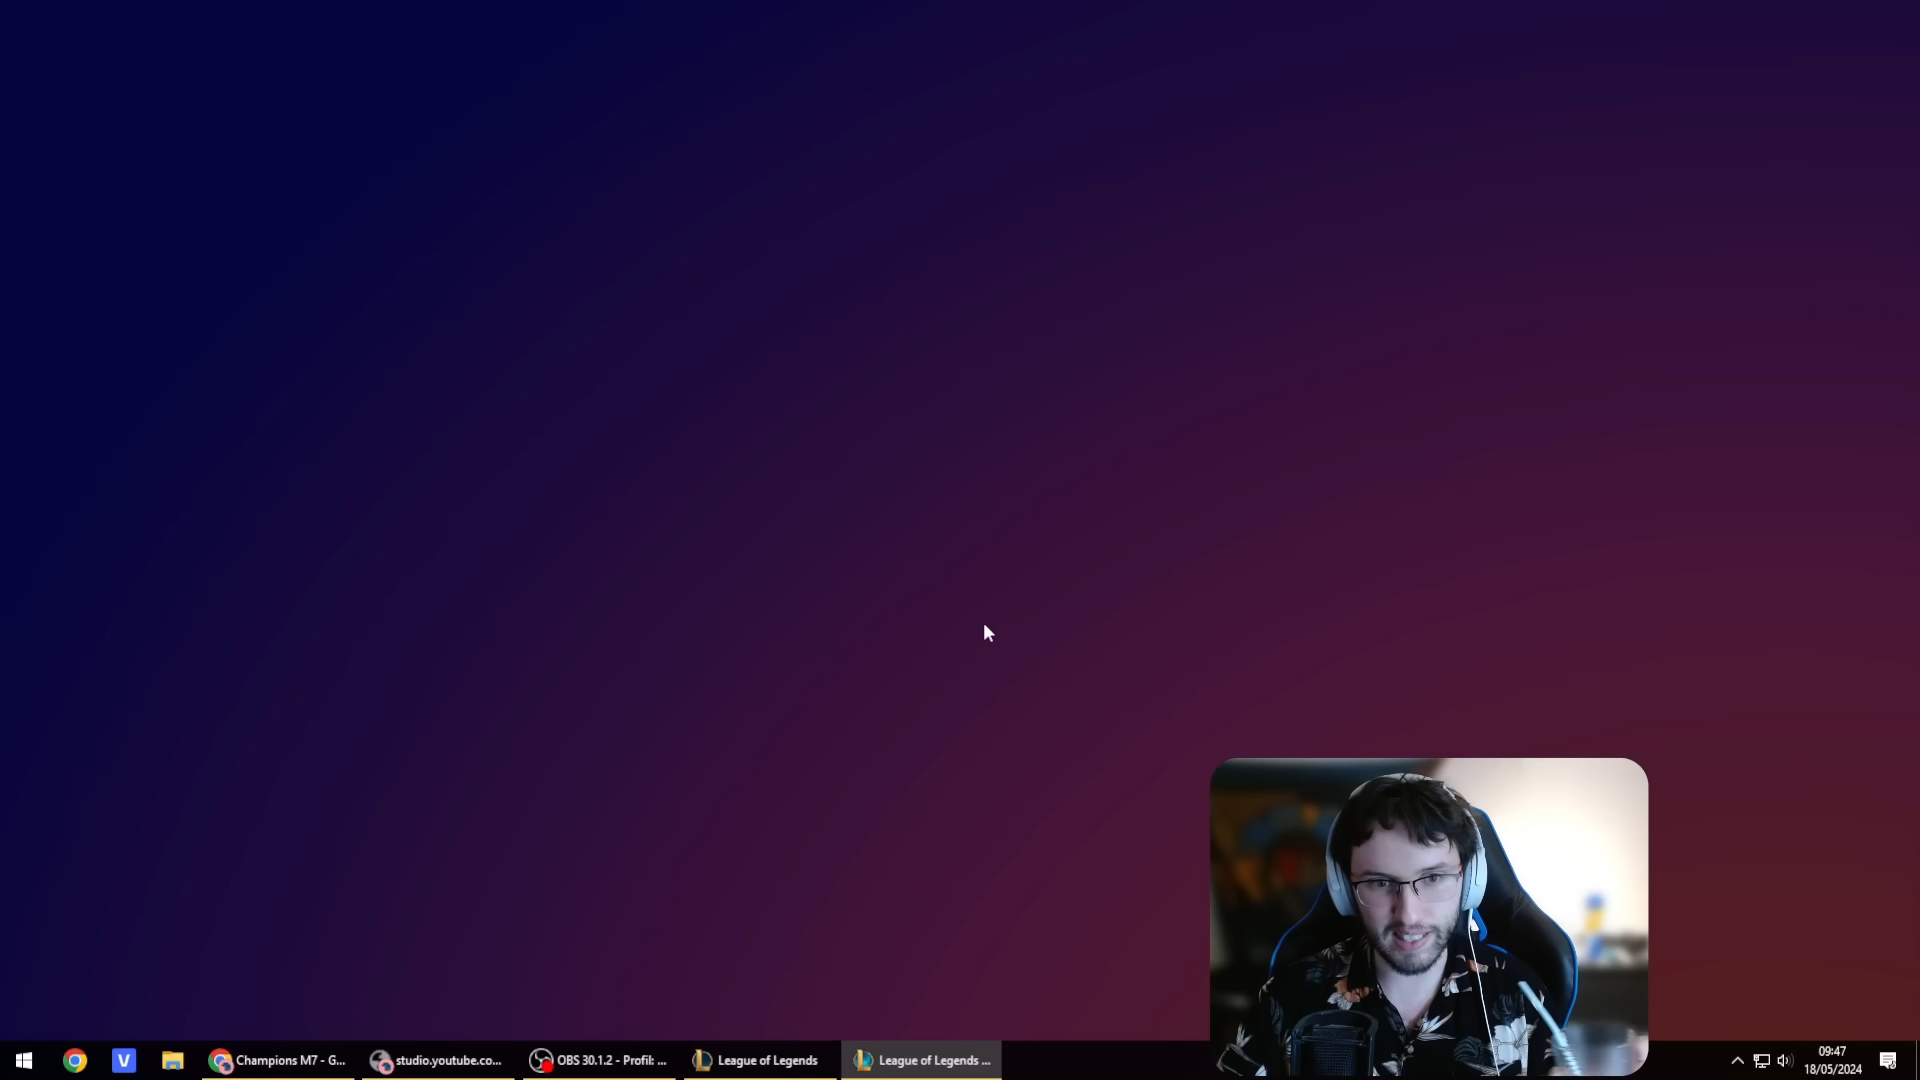 V
Champions M7 - G...
studio.youtube.co...
OBS 30.1.2 - Profil: ...
League of Legends
League of Legends ...
09:47
18/05/2024